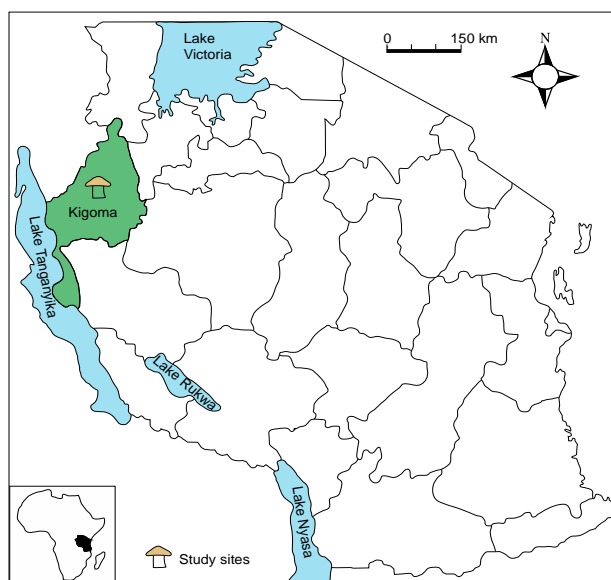 Lake
Victoria
0 150 km
Kigoma
Lake Tanganyika
Lake Rukwa
Lake Nyasa
Study sites